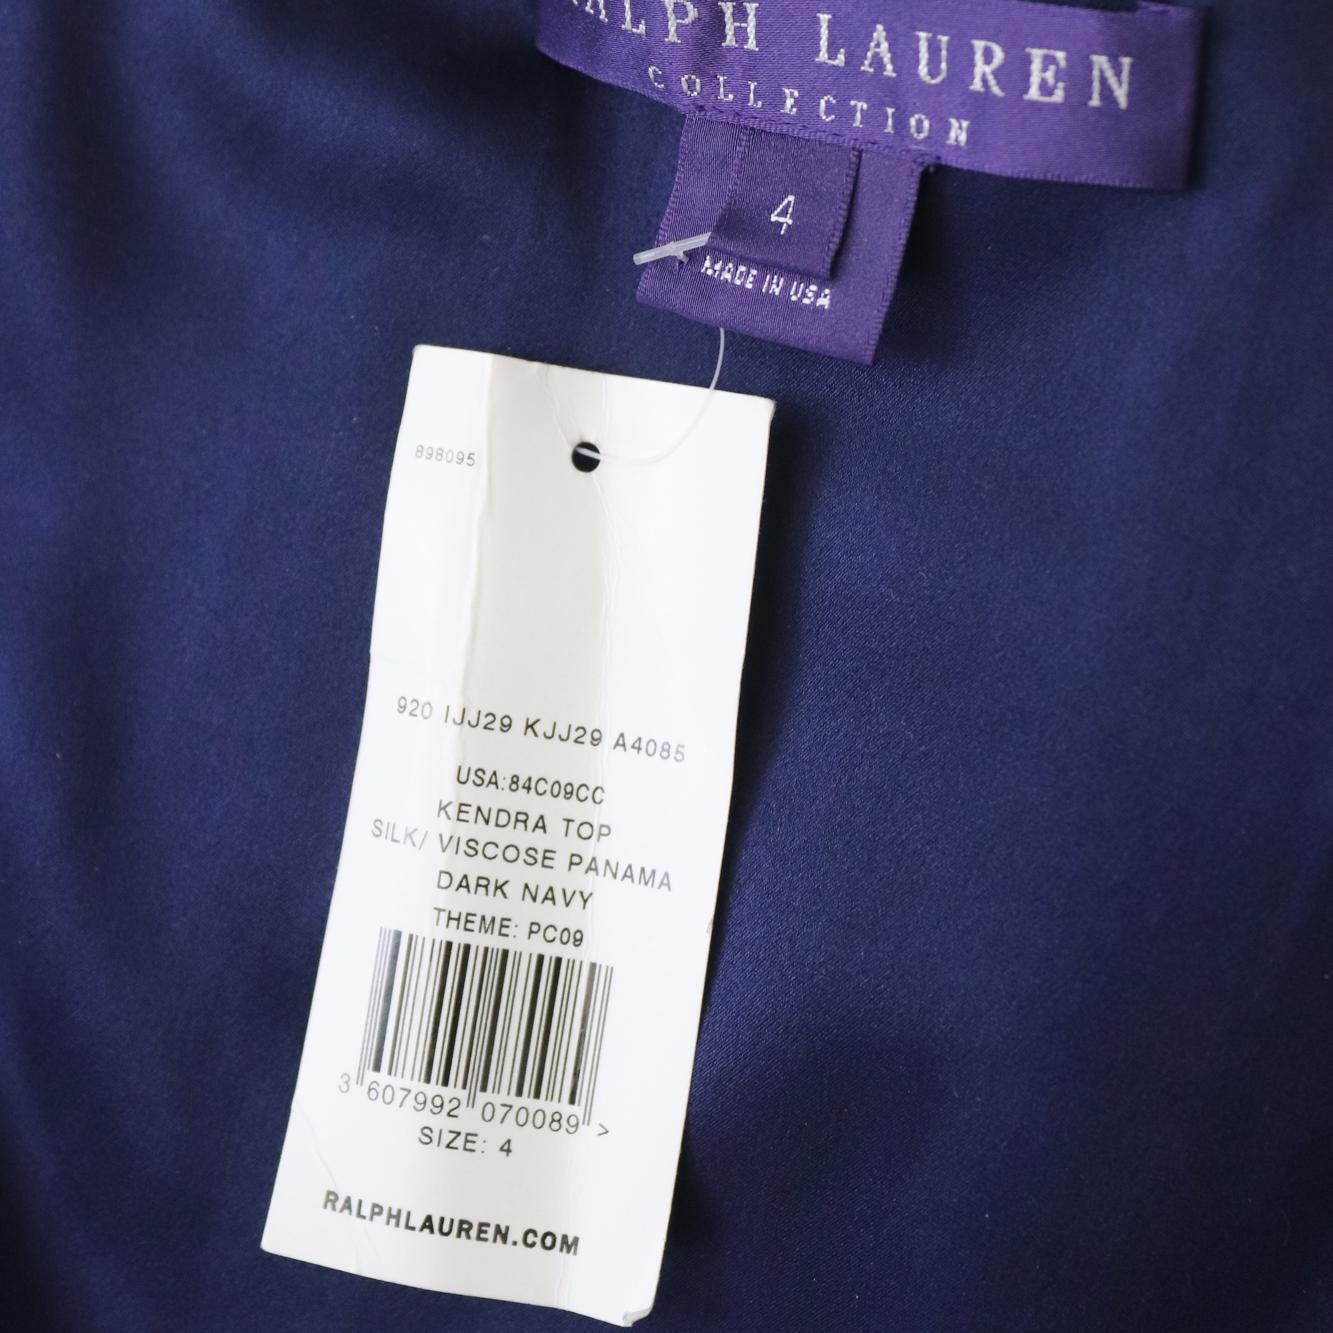 RALPH LAUREN
COLLECTION
4
MADE IN USA
898095
920 IJJ29 KJJ29 A4085
USA:84C09CC
KENDRA TOP
SILK/ VISCOSE PANAMA
DARK NAVY
THEME: PC09
3 607992 070089 >
SIZE: 4
RALPHLAUREN.COM